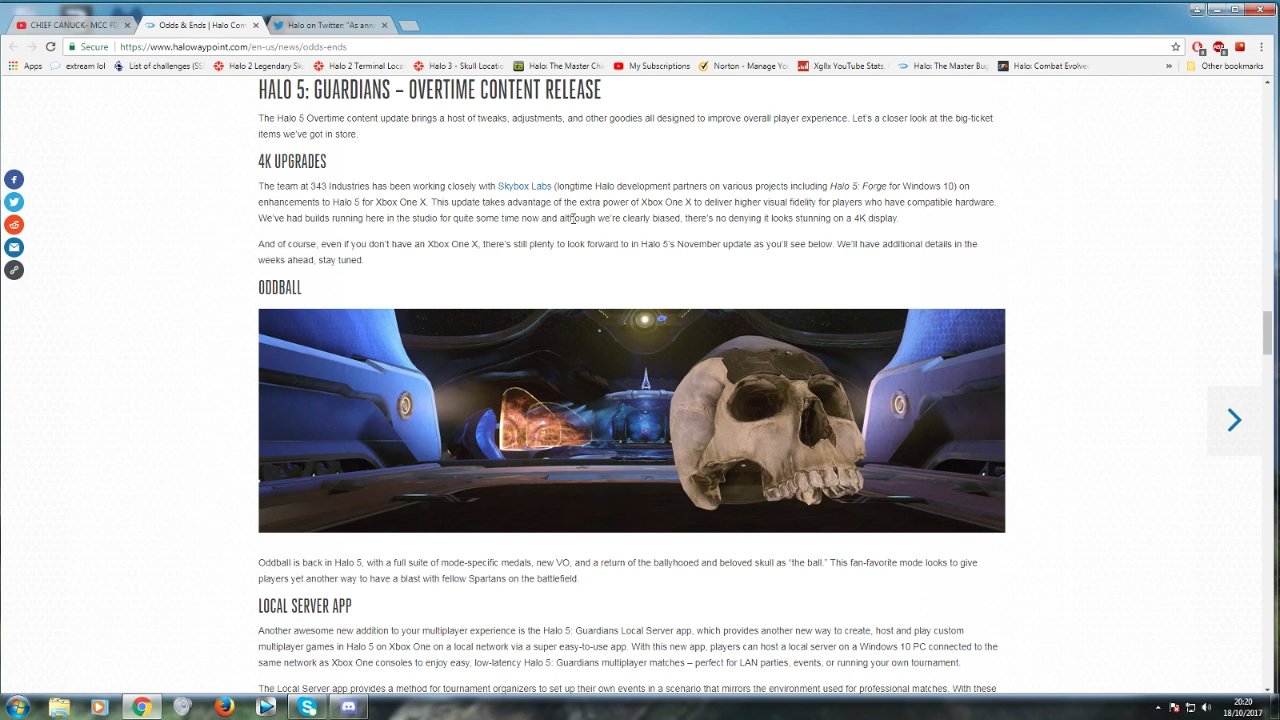 CHIEF CANUCK- MCC F
Odds & Ends | Halo Con
Halo on Twitter: "As ann
Secure https://www.halowaypoint.com/en-us/news/odds-ends
Apps extream lol List of challenges (SS Halo 2 Legendary Sk Halo 2 Terminal Loca Halo 3 - Skull Locati Halo: The Master Ch My Subscriptions Norton - Manage Yo Xgllx YouTube Stats, Halo: The Master Bu Halo: Combat Evolve » Other bookmarks
HALO 5: GUARDIANS – OVERTIME CONTENT RELEASE
The Halo 5 Overtime content update brings a host of tweaks, adjustments, and other goodies all designed to improve overall player experience. Let's a closer look at the big-ticket
items we've got in store.
4K UPGRADES
The team at 343 Industries has been working closely with Skybox Labs (longtime Halo development partner on various projects including Halo 5: Forge for Windows 10) on
enhancements to Halo 5 for Xbox One X. This update takes advantage of the extra power of Xbox One X to deliver higher visual fidelity for players who have compatible hardware.
We've had builds running here in the studio for quite some time now and although we're clearly biased, there's no denying it looks stunning on a 4K display.
And of course, even if you don't have an Xbox One X, there's still plenty to look forward to in Halo 5's November update as you'll see below. We'll have additional details in the
weeks ahead, stay tuned.
ODDBALL
Oddball is back in Halo 5, with a full suite of mode-specific medals, new VO, and a return of the ballyhooed and beloved skull as "the ball." This fan-favorite mode looks to give
players yet another way to have a blast with fellow Spartans on the battlefield.
LOCAL SERVER APP
Another awesome new addition to your multiplayer experience is the Halo 5: Guardians Local Server app, which provides another new way to create, host and play custom
multiplayer games in Halo 5 on Xbox One on a local network via a super easy-to-use app. With this new app, players can host a local server on a Windows 10 PC connected to the
same network as Xbox One consoles to enjoy easy, low-latency Halo 5: Guardians multiplayer matches – perfect for LAN parties, events, or running your own tournament.
The Local Server app provides a method for tournament organizers to set up their own events in a scenario that mirrors the environment used for professional matches. With these
20:20
18/10/2017